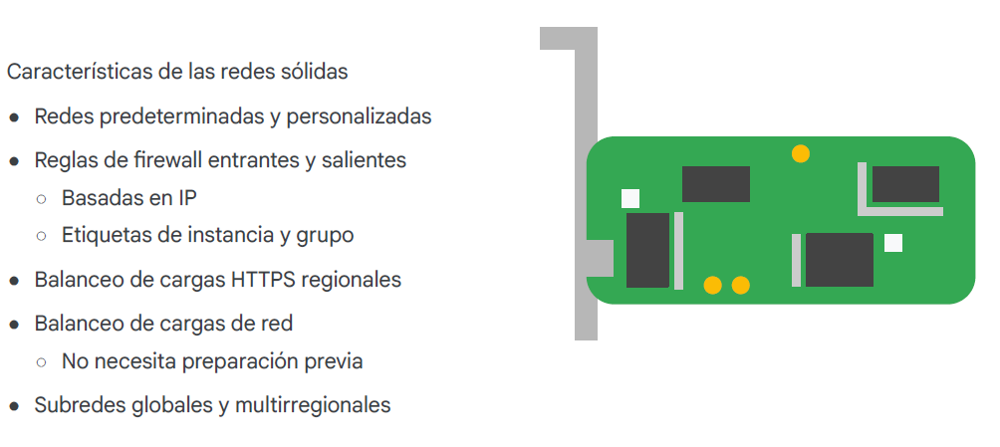 Características de las redes sólidas
● Redes predeterminadas y personalizadas
● Reglas de firewall entrantes y salientes
○ Basadas en IP
○ Etiquetas de instancia y grupo
● Balanceo de cargas HTTPS regionales
● Balanceo de cargas de red
○ No necesita preparación previa
● Subredes globales y multirregionales